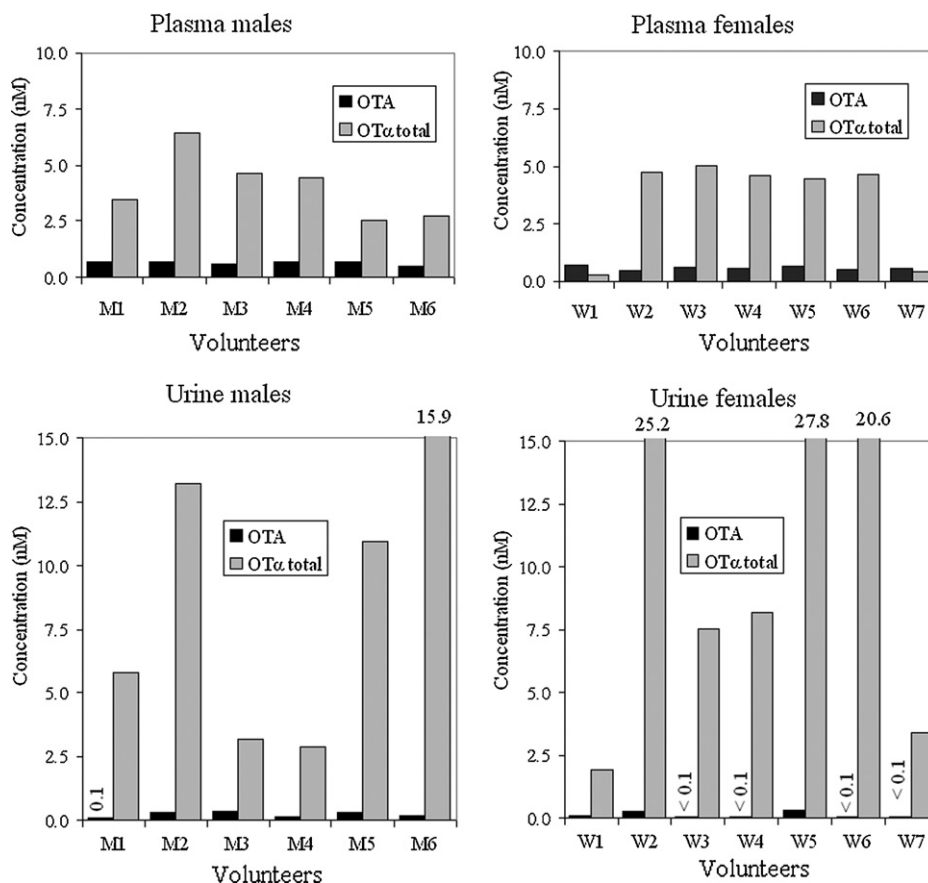 Plasma males
Concentration (nM)
10.0
7.5
5.0
2.5
0.0
OTA
OTα total
M1 M2 M3 M4 M5 M6
Volunteers
Plasma females
Concentration (nM)
10.0
7.5
5.0
2.5
0.0
OTA
OTα total
W1 W2 W3 W4 W5 W6 W7
Volunteers
Urine males
15.9
Concentration (nM)
15.0
12.5
10.0
7.5
5.0
2.5
0.0
OTA
OTα total
0.1
M1 M2 M3 M4 M5 M6
Volunteers
Urine females
25.2 27.8 20.6
Concentration (nM)
15.0
12.5
10.0
7.5
5.0
2.5
0.0
OTA
OTα total
< 0.1 < 0.1 < 0.1 < 0.1
W1 W2 W3 W4 W5 W6 W7
Volunteers